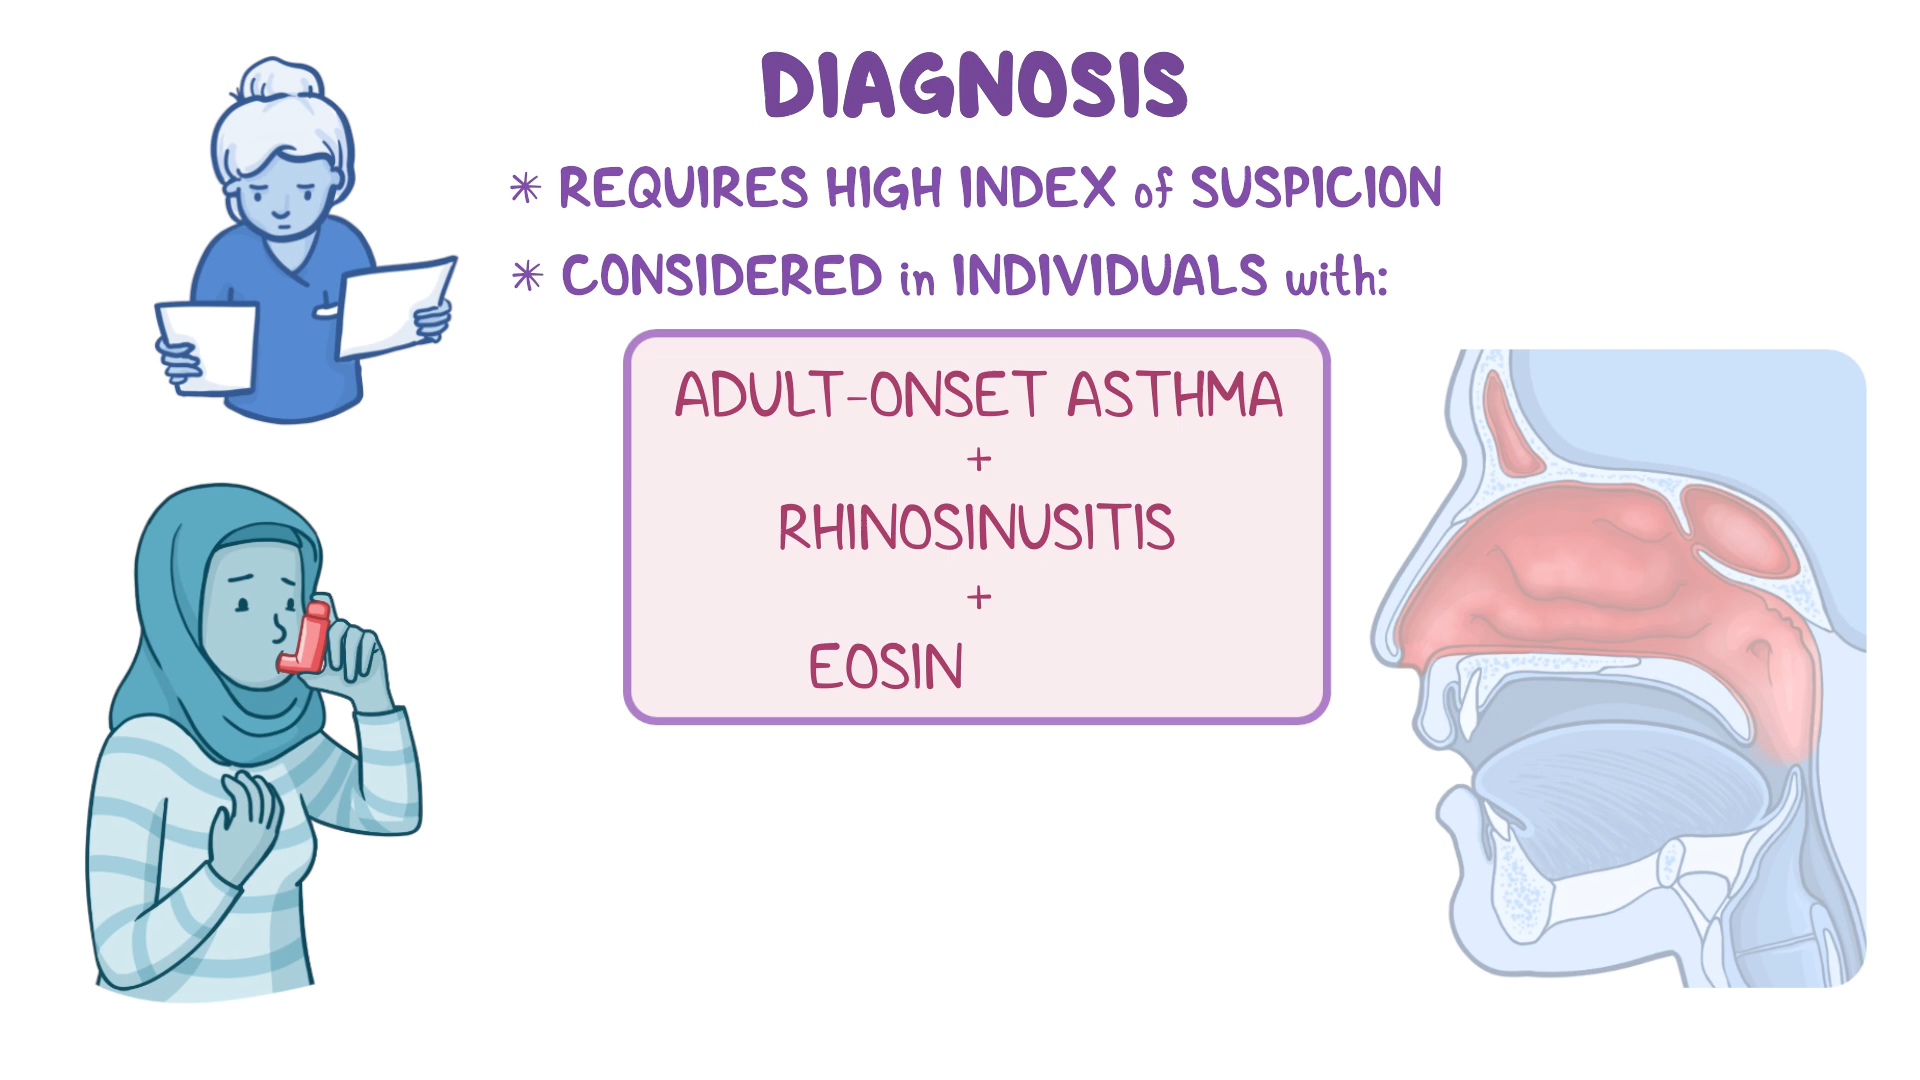 DIAGNOSIS
* REQUIRES HIGH INDEX of SUSPICION
* CONSIDERED in INDIVIDUALS with:
ADULT-ONSET ASTHMA
+
RHINOSINUSITIS
+
EOSIN